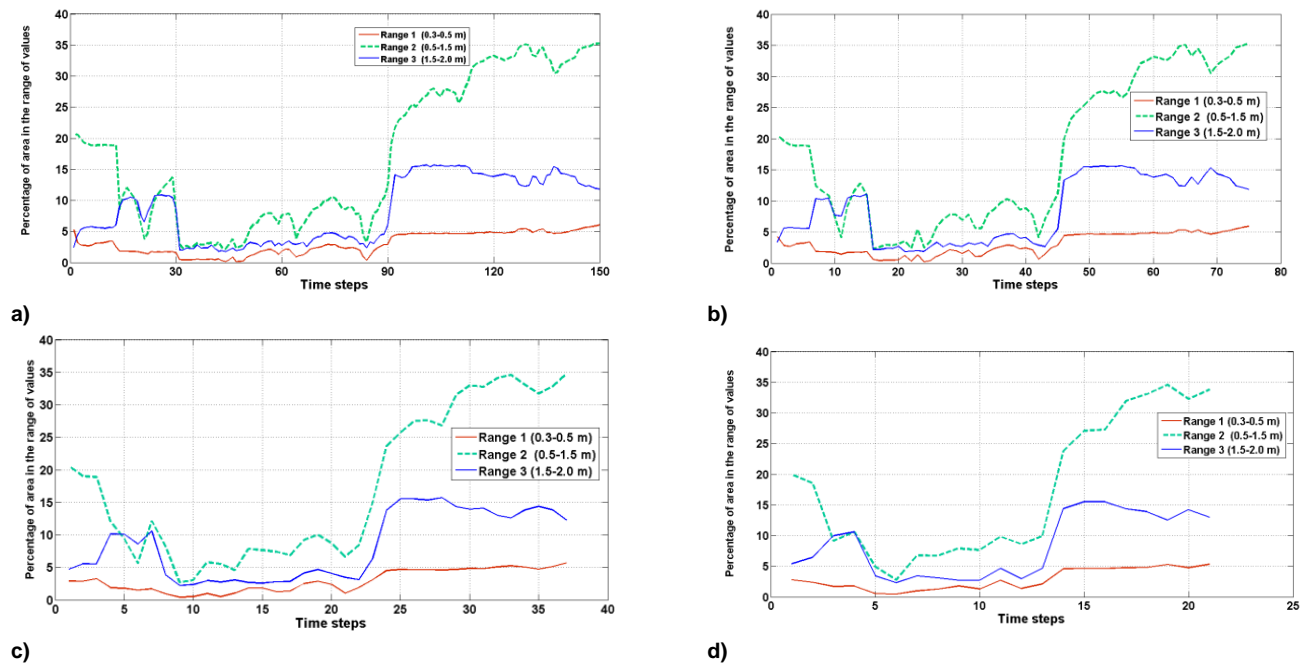 Percentage of area in the range of values
40
35
30
25
20
15
10
5
0
Range 1 (0.3-0.5 m)
Range 2 (0.5-1.5 m)
Range 3 (1.5-2.0 m)
0 30 60 90 120 150
Time steps
a)
Percentage of area in the range of values
40
35
30
25
20
15
10
5
0
Range 1 (0.3-0.5 m)
Range 2 (0.5-1.5 m)
Range 3 (1.5-2.0 m)
0 10 20 30 40 50 60 70 80
Time steps
b)
Percentage of area in the range of values
40
35
30
25
20
15
10
5
0
Range 1 (0.3-0.5 m)
Range 2 (0.5-1.5 m)
Range 3 (1.5-2.0 m)
0 5 10 15 20 25 30 35 40
Time steps
c)
Percentage of area in the range of values
40
35
30
25
20
15
10
5
0
Range 1 (0.3-0.5 m)
Range 2 (0.5-1.5 m)
Range 3 (1.5-2.0 m)
0 5 10 15 20 25
Time steps
d)